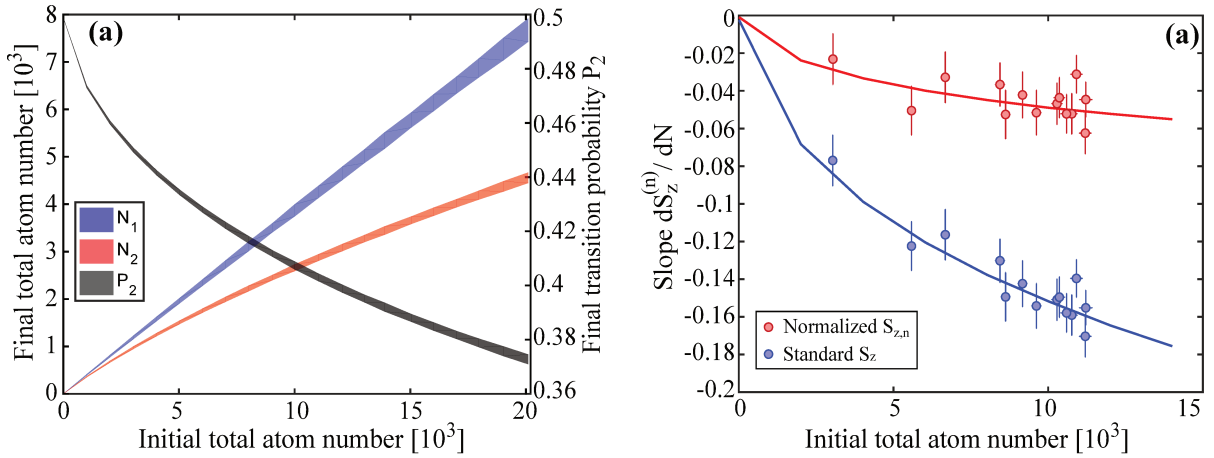 (a)
Final total atom number [10³]
8
7
6
5
4
3
2
1
0
N₁
N₂
P₂
0.5
0.48
0.46
0.44
0.42
0.4
0.38
0.36
Final transition probability P₂
0 5 10 15 20
Initial total atom number [10³]
(a)
Slope dS_z^(n)/ dN
0
-0.02
-0.04
-0.06
-0.08
-0.1
-0.12
-0.14
-0.16
-0.18
-0.2
Normalized S_z,n
Standard S_z
0 5 10 15
Initial total atom number [10³]